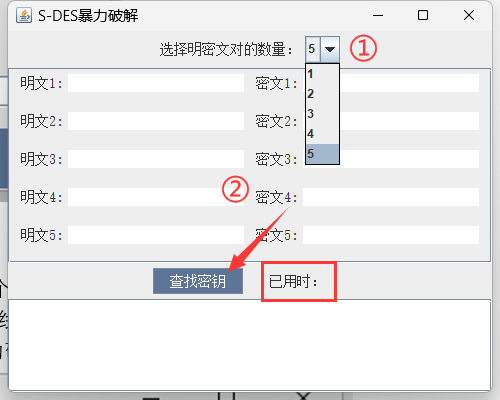 S-DES暴力破解
选择明密文对的数量： 5 ①
1
2
3
4
5
明文1: 密文1:
明文2: 密文2:
明文3: 密文3:
② 明文4: 密文4:
明文5: 密文5:
查找密钥 已用时：
个